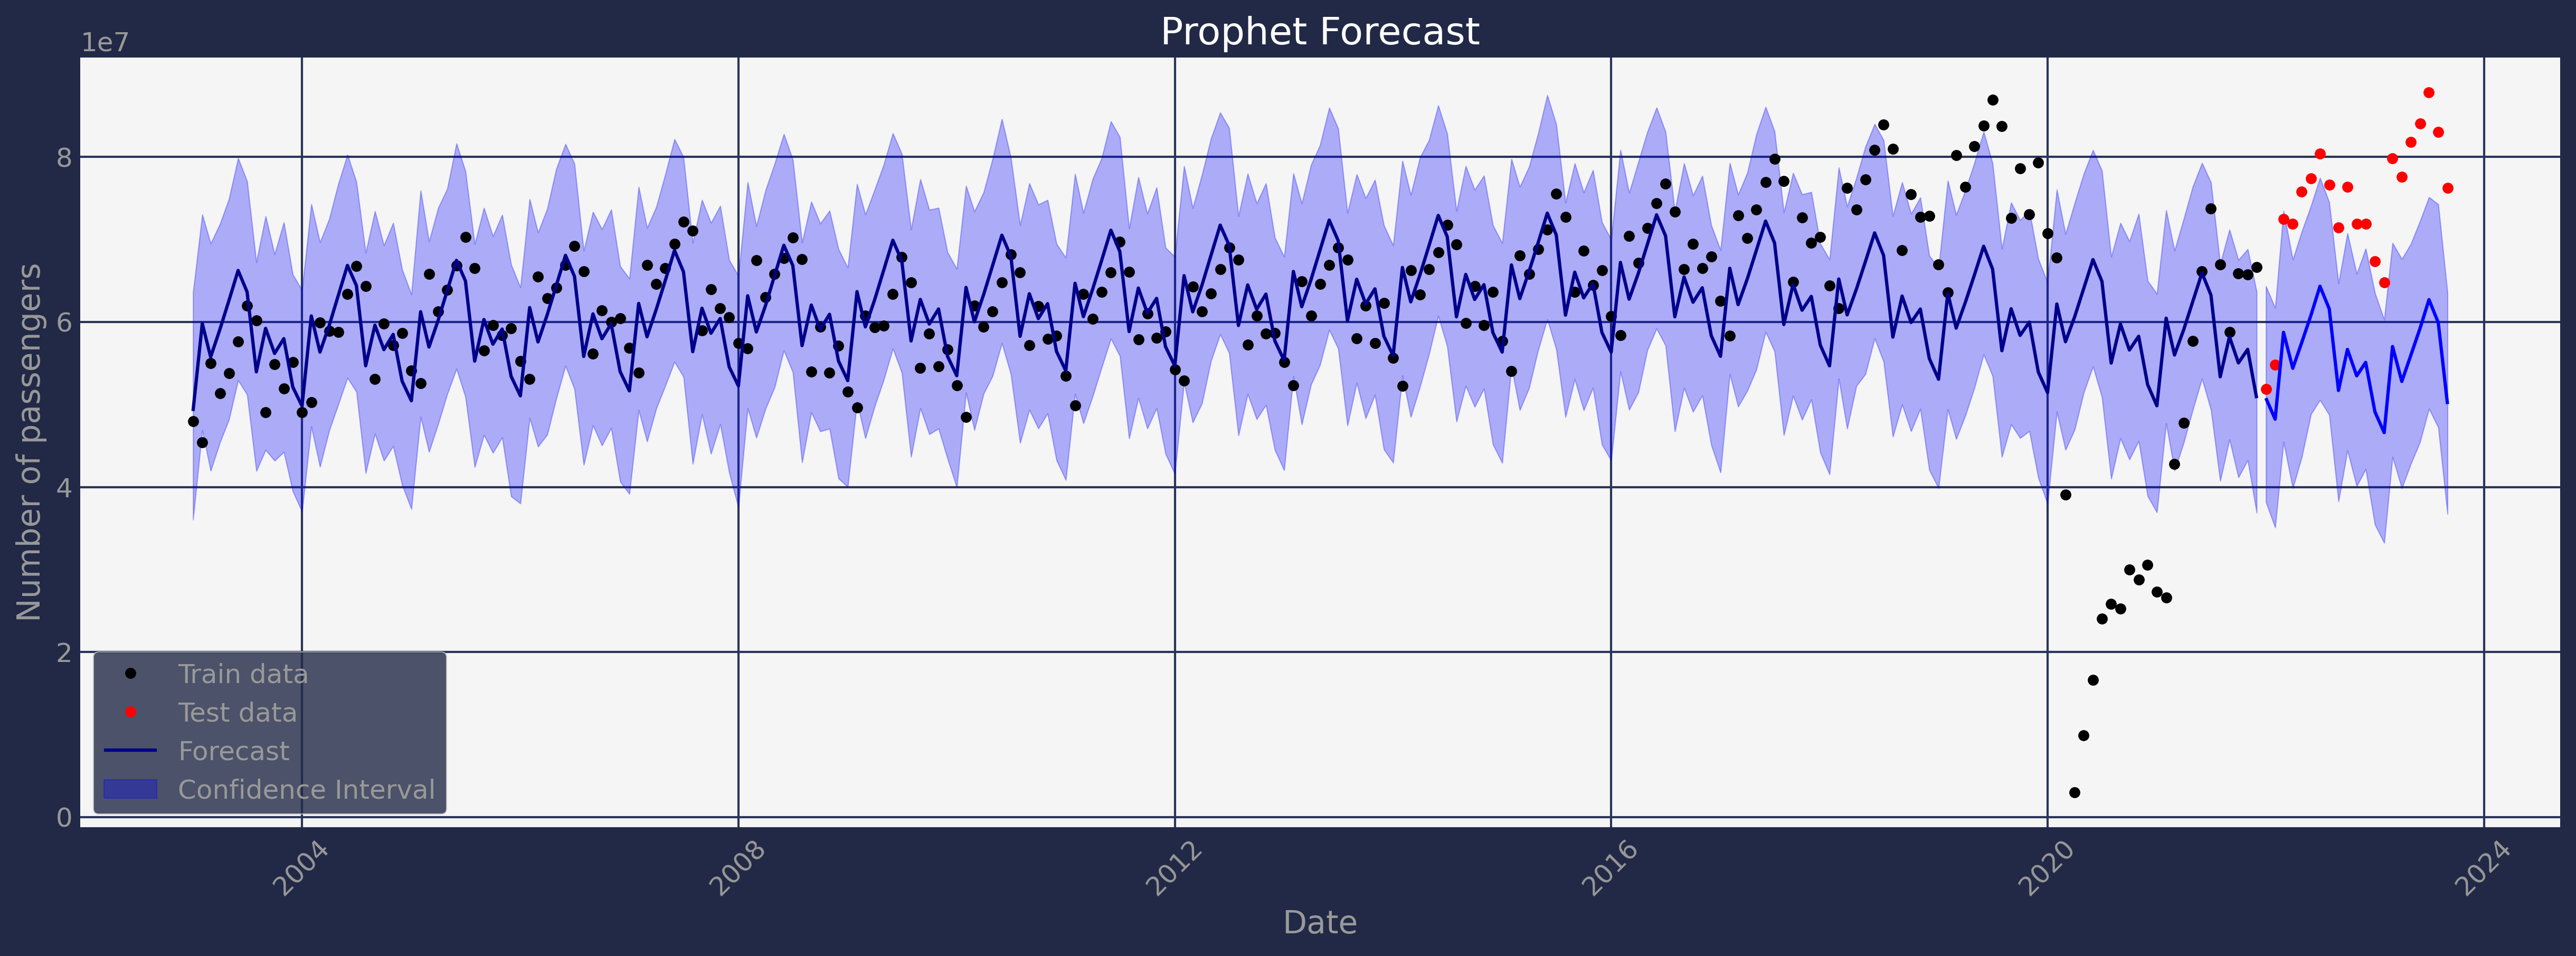 Prophet Forecast
1e7
8
6
4
2
0
Number of passengers
Train data
Test data
Forecast
Confidence Interval
2004
2008
2012
2016
2020
2024
Date